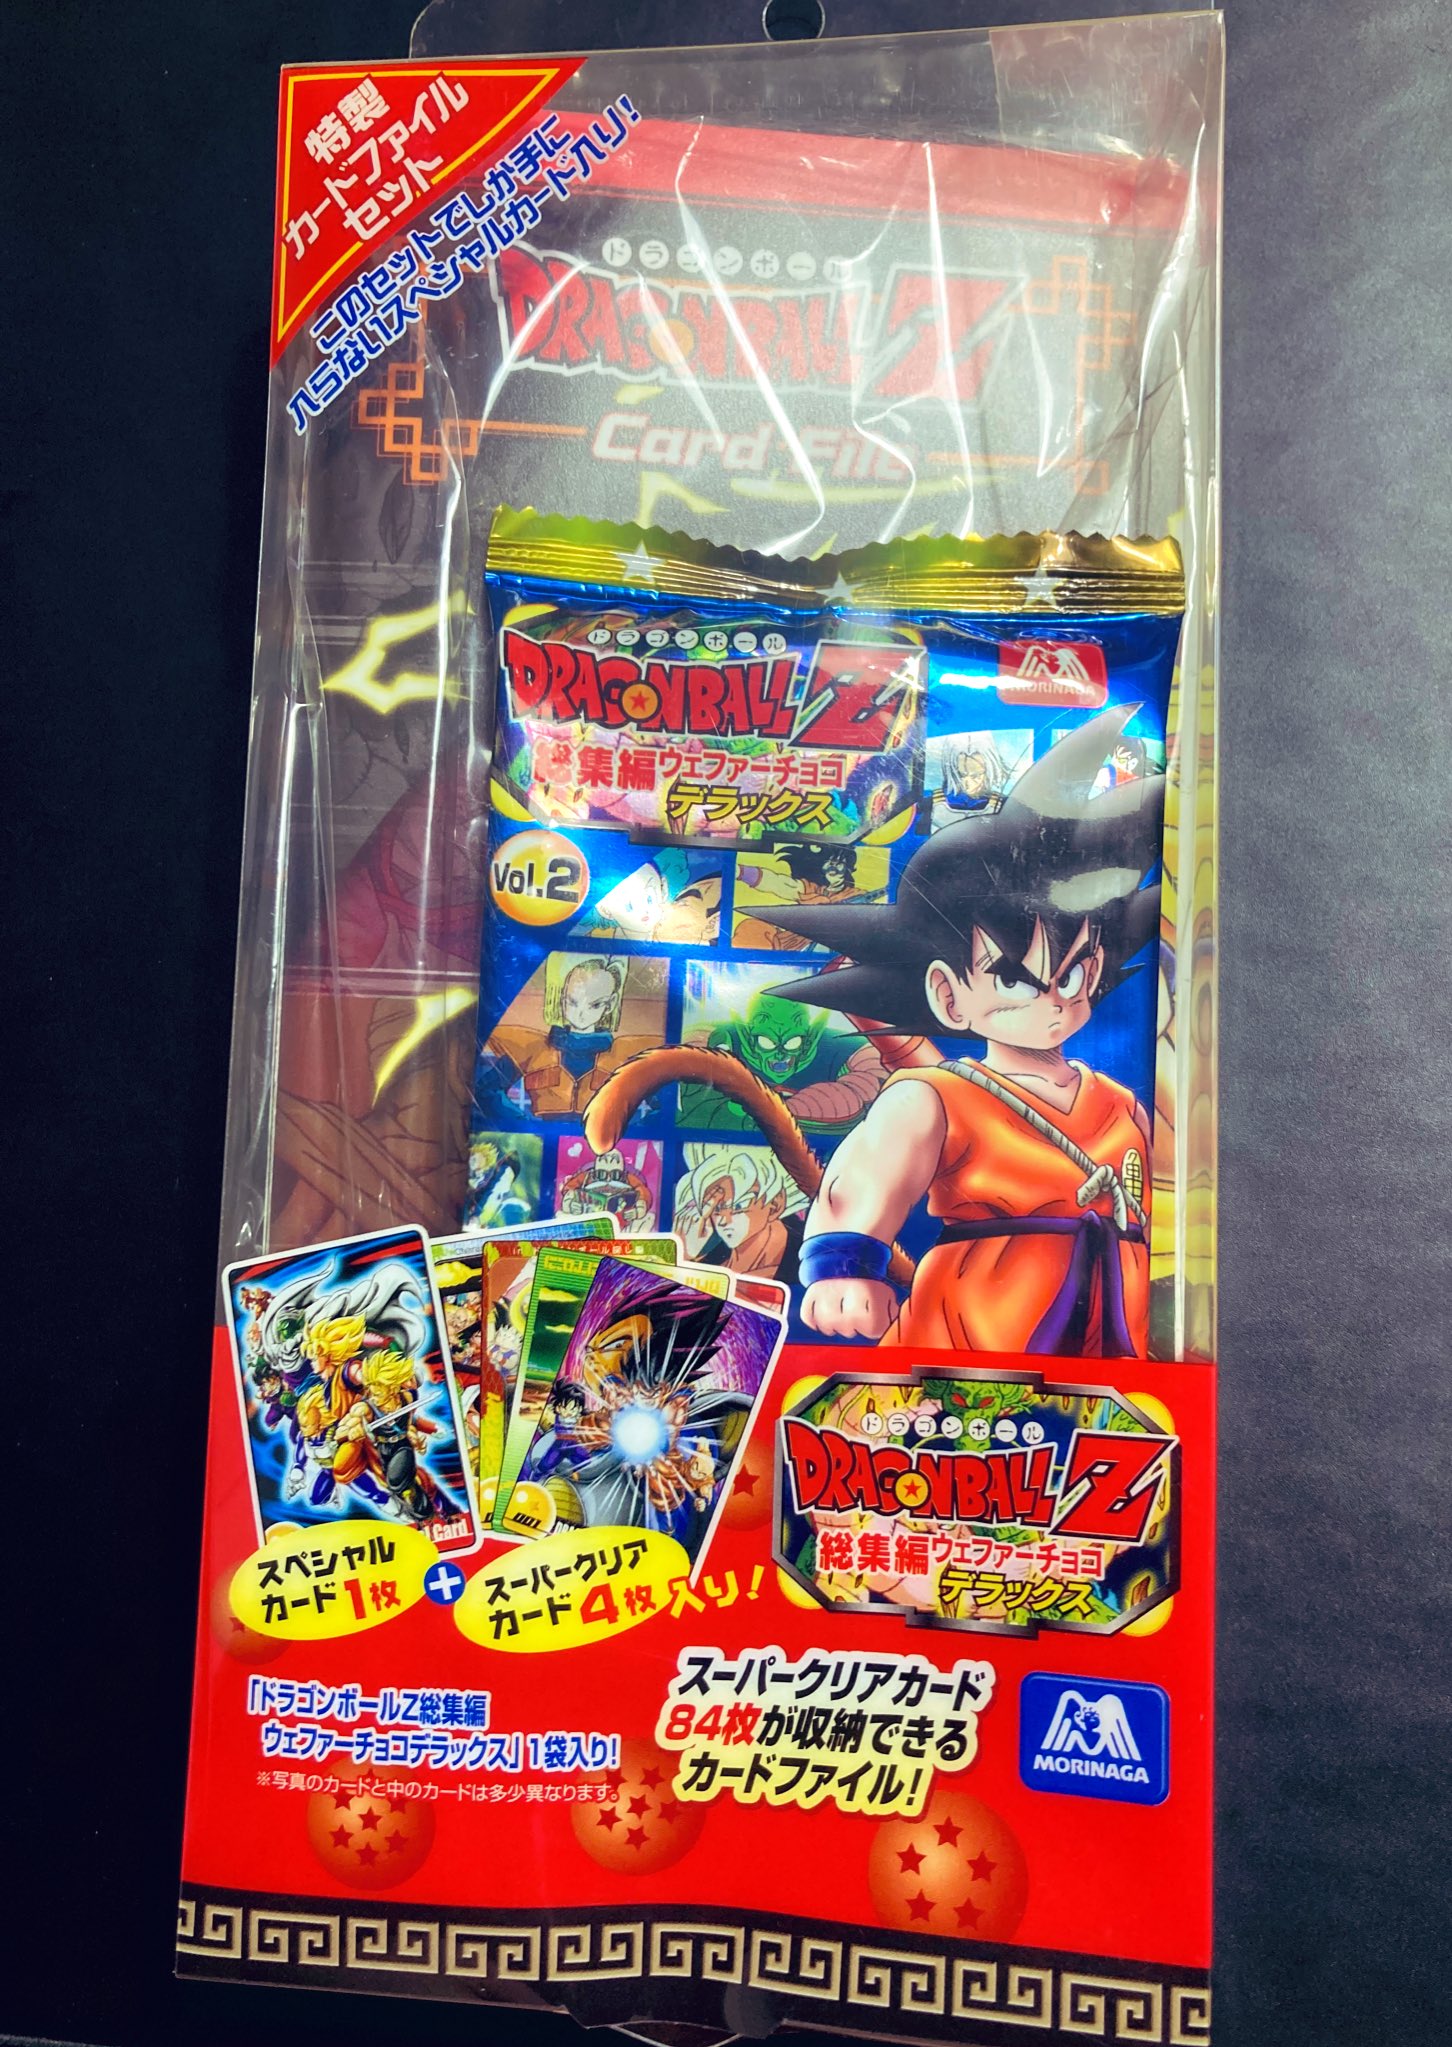 特製
カードファイル
セット
このセットでしか手に
入らないスペシャルカード入り!
ドラゴンボール
DRAGONBALL Z
Card File
ドラゴンボール
DRAGONBALL Z
総集編ウエファーチョコ
デラックス
MORINAGA
Vol.2
亀
001
Card
スペシャル
カード1枚
+
スーパークリア
カード4枚
入り!
ドラゴンボール
DRAGONBALL Z
総集編ウエファーチョコ
デラックス
「ドラゴンボールZ総集編
ウェファーチョコデラックス」1袋入り!
※写真のカードと中のカードは多少異なります。
スーパークリアカード
84枚が収納できる
カードファイル!
MORINAGA